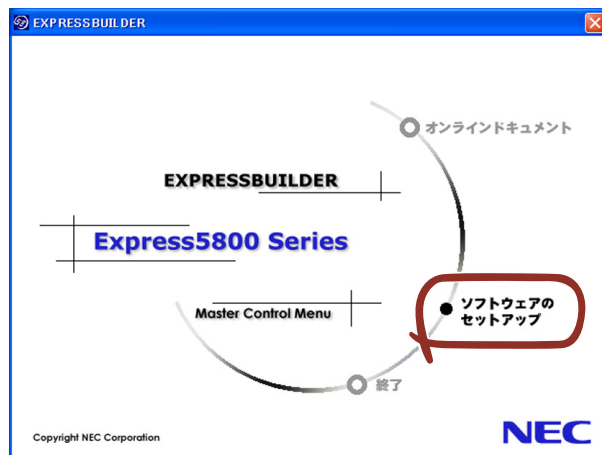 EXPRESSBUILDER
オンラインドキュメント
EXPRESSBUILDER
Express5800 Series
ソフトウェアの
セットアップ
Master Control Menu
終了
Copyright NEC Corporation
NEC